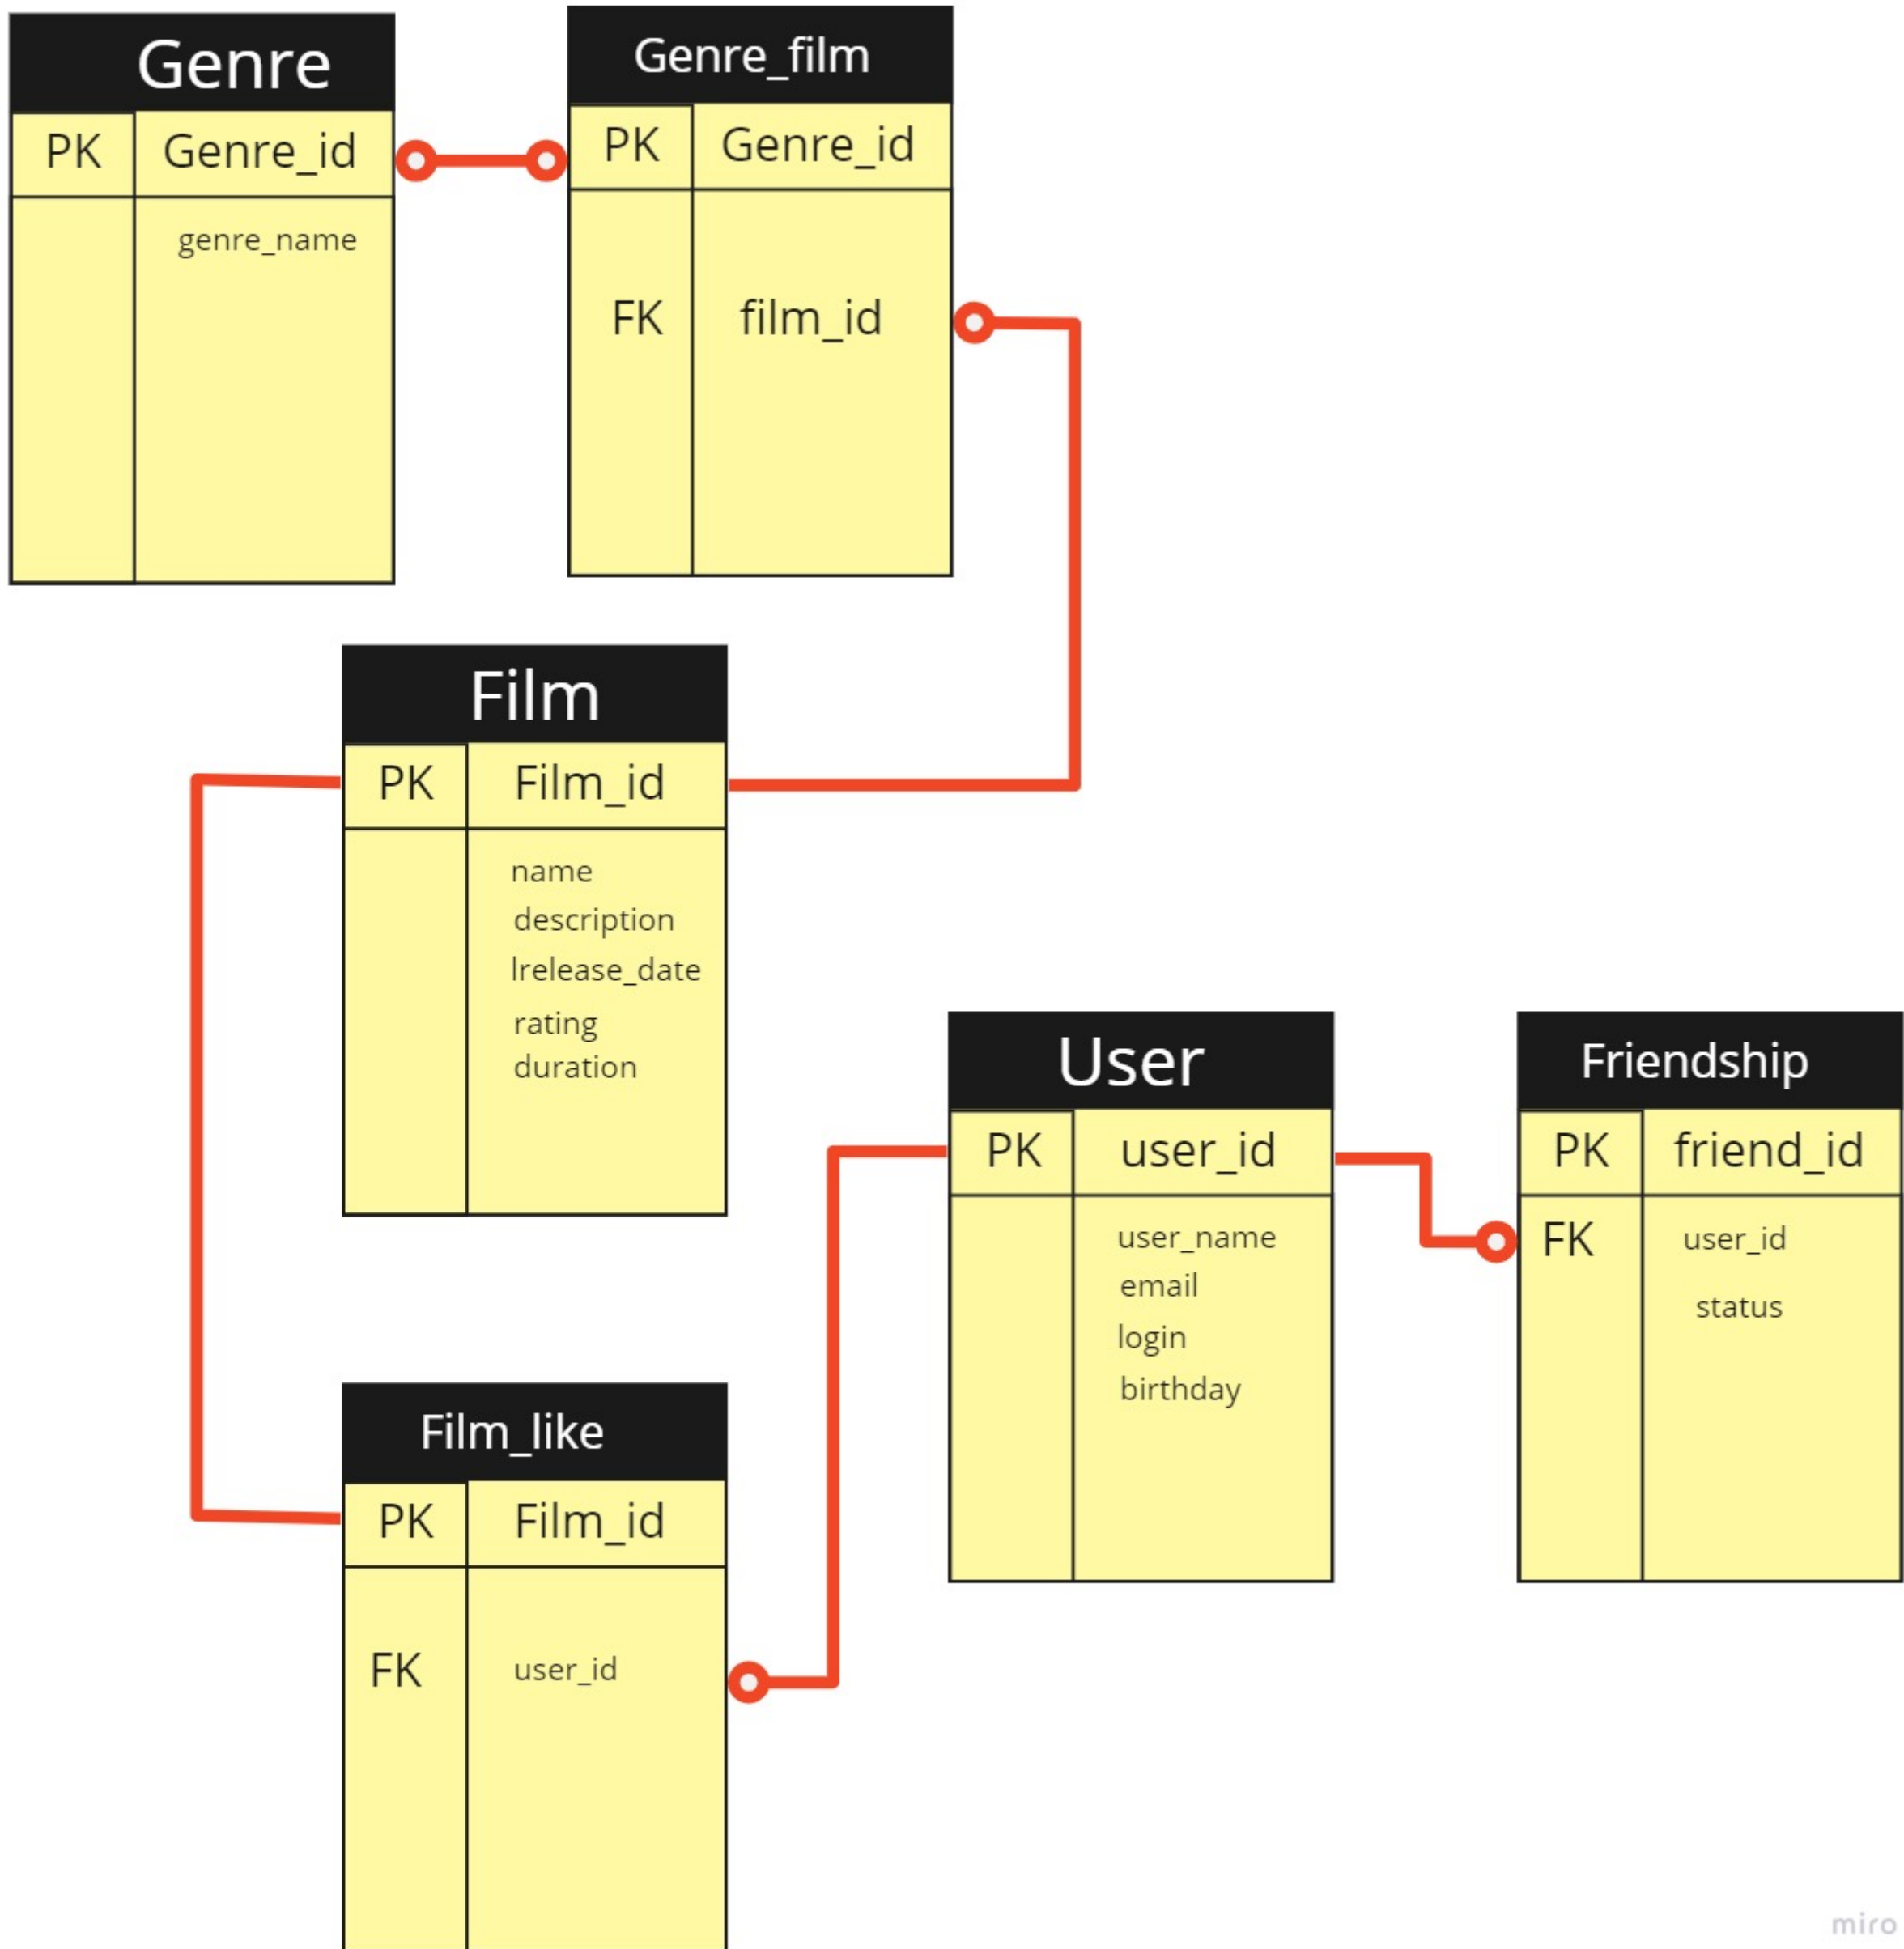 Genre
PK Genre_id
genre_name
Genre_film
PK Genre_id
FK film_id
Film
PK Film_id
name
description
lrelease_date
rating
duration
User
PK user_id
user_name
email
login
birthday
Friendship
PK friend_id
FK user_id
status
Film_like
PK Film_id
FK user_id
miro